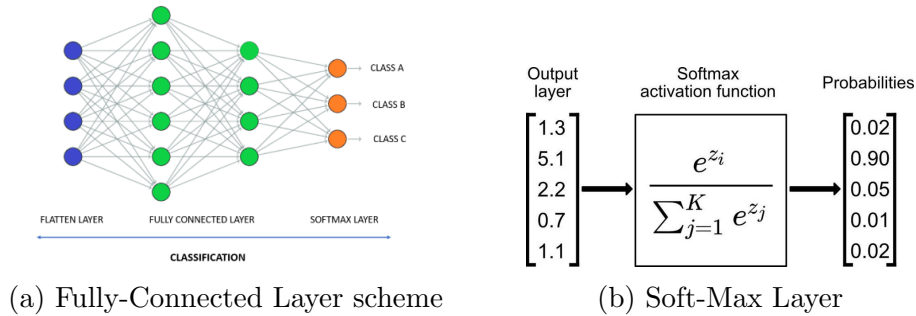 CLASS A
CLASS B
CLASS C
FLATTEN LAYER
FULLY CONNECTED LAYER
SOFTMAX LAYER
CLASSIFICATION
(a) Fully-Connected Layer scheme
Output
layer
1.3
5.1
2.2
0.7
1.1
Softmax
activation function
e^{z_i}
∑_{j=1}^{K} e^{z_j}
Probabilities
0.02
0.90
0.05
0.01
0.02
(b) Soft-Max Layer